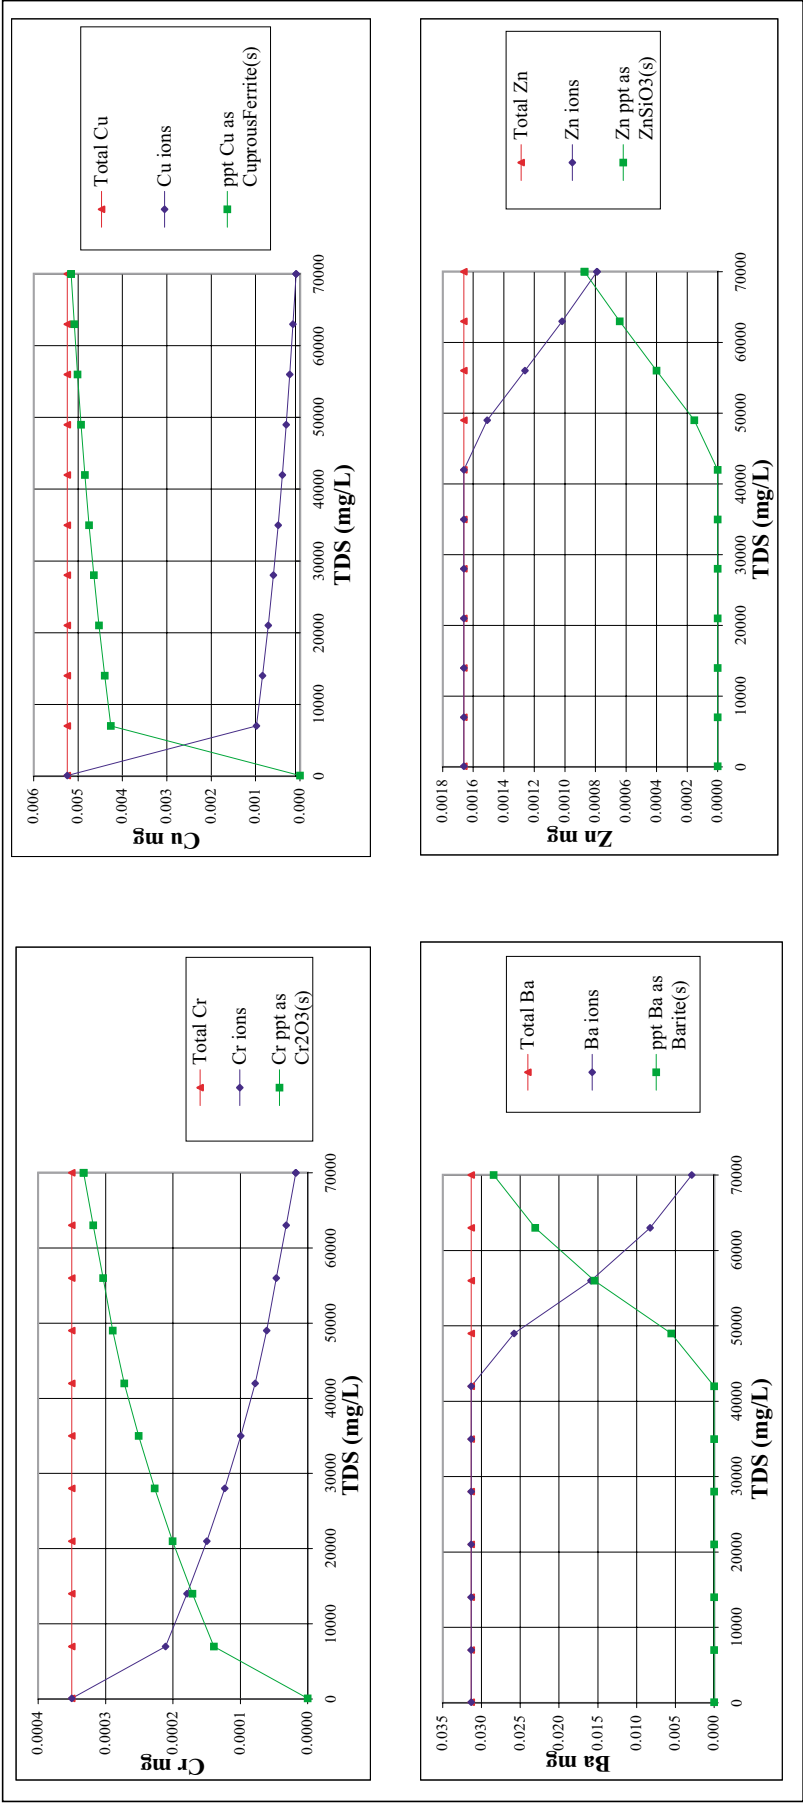 0.0004
0.0003
0.0002
0.0001
0.0000
Cr mg
0
10000
20000
30000
40000
50000
60000
70000
TDS (mg/L)
Total Cr
Cr ions
Cr ppt as
Cr2O3(s)
0.006
0.005
0.004
0.003
0.002
0.001
0.000
Cu mg
0
10000
20000
30000
40000
50000
60000
70000
TDS (mg/L)
Total Cu
Cu ions
ppt Cu as
CuprousFerrite(s)
0.035
0.030
0.025
0.020
0.015
0.010
0.005
0.000
Ba mg
0
10000
20000
30000
40000
50000
60000
70000
TDS (mg/L)
Total Ba
Ba ions
ppt Ba as
Barite(s)
0.0018
0.0016
0.0014
0.0012
0.0010
0.0008
0.0006
0.0004
0.0002
0.0000
Zn mg
0
10000
20000
30000
40000
50000
60000
70000
TDS (mg/L)
Total Zn
Zn ions
Zn ppt as
ZnSiO3(s)